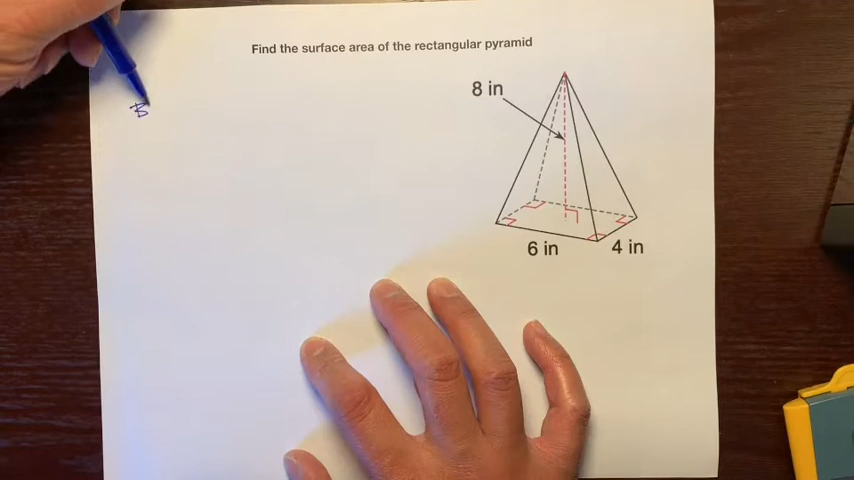 Find the surface area of the rectangular pyramid
8 in
B
6 in
4 in